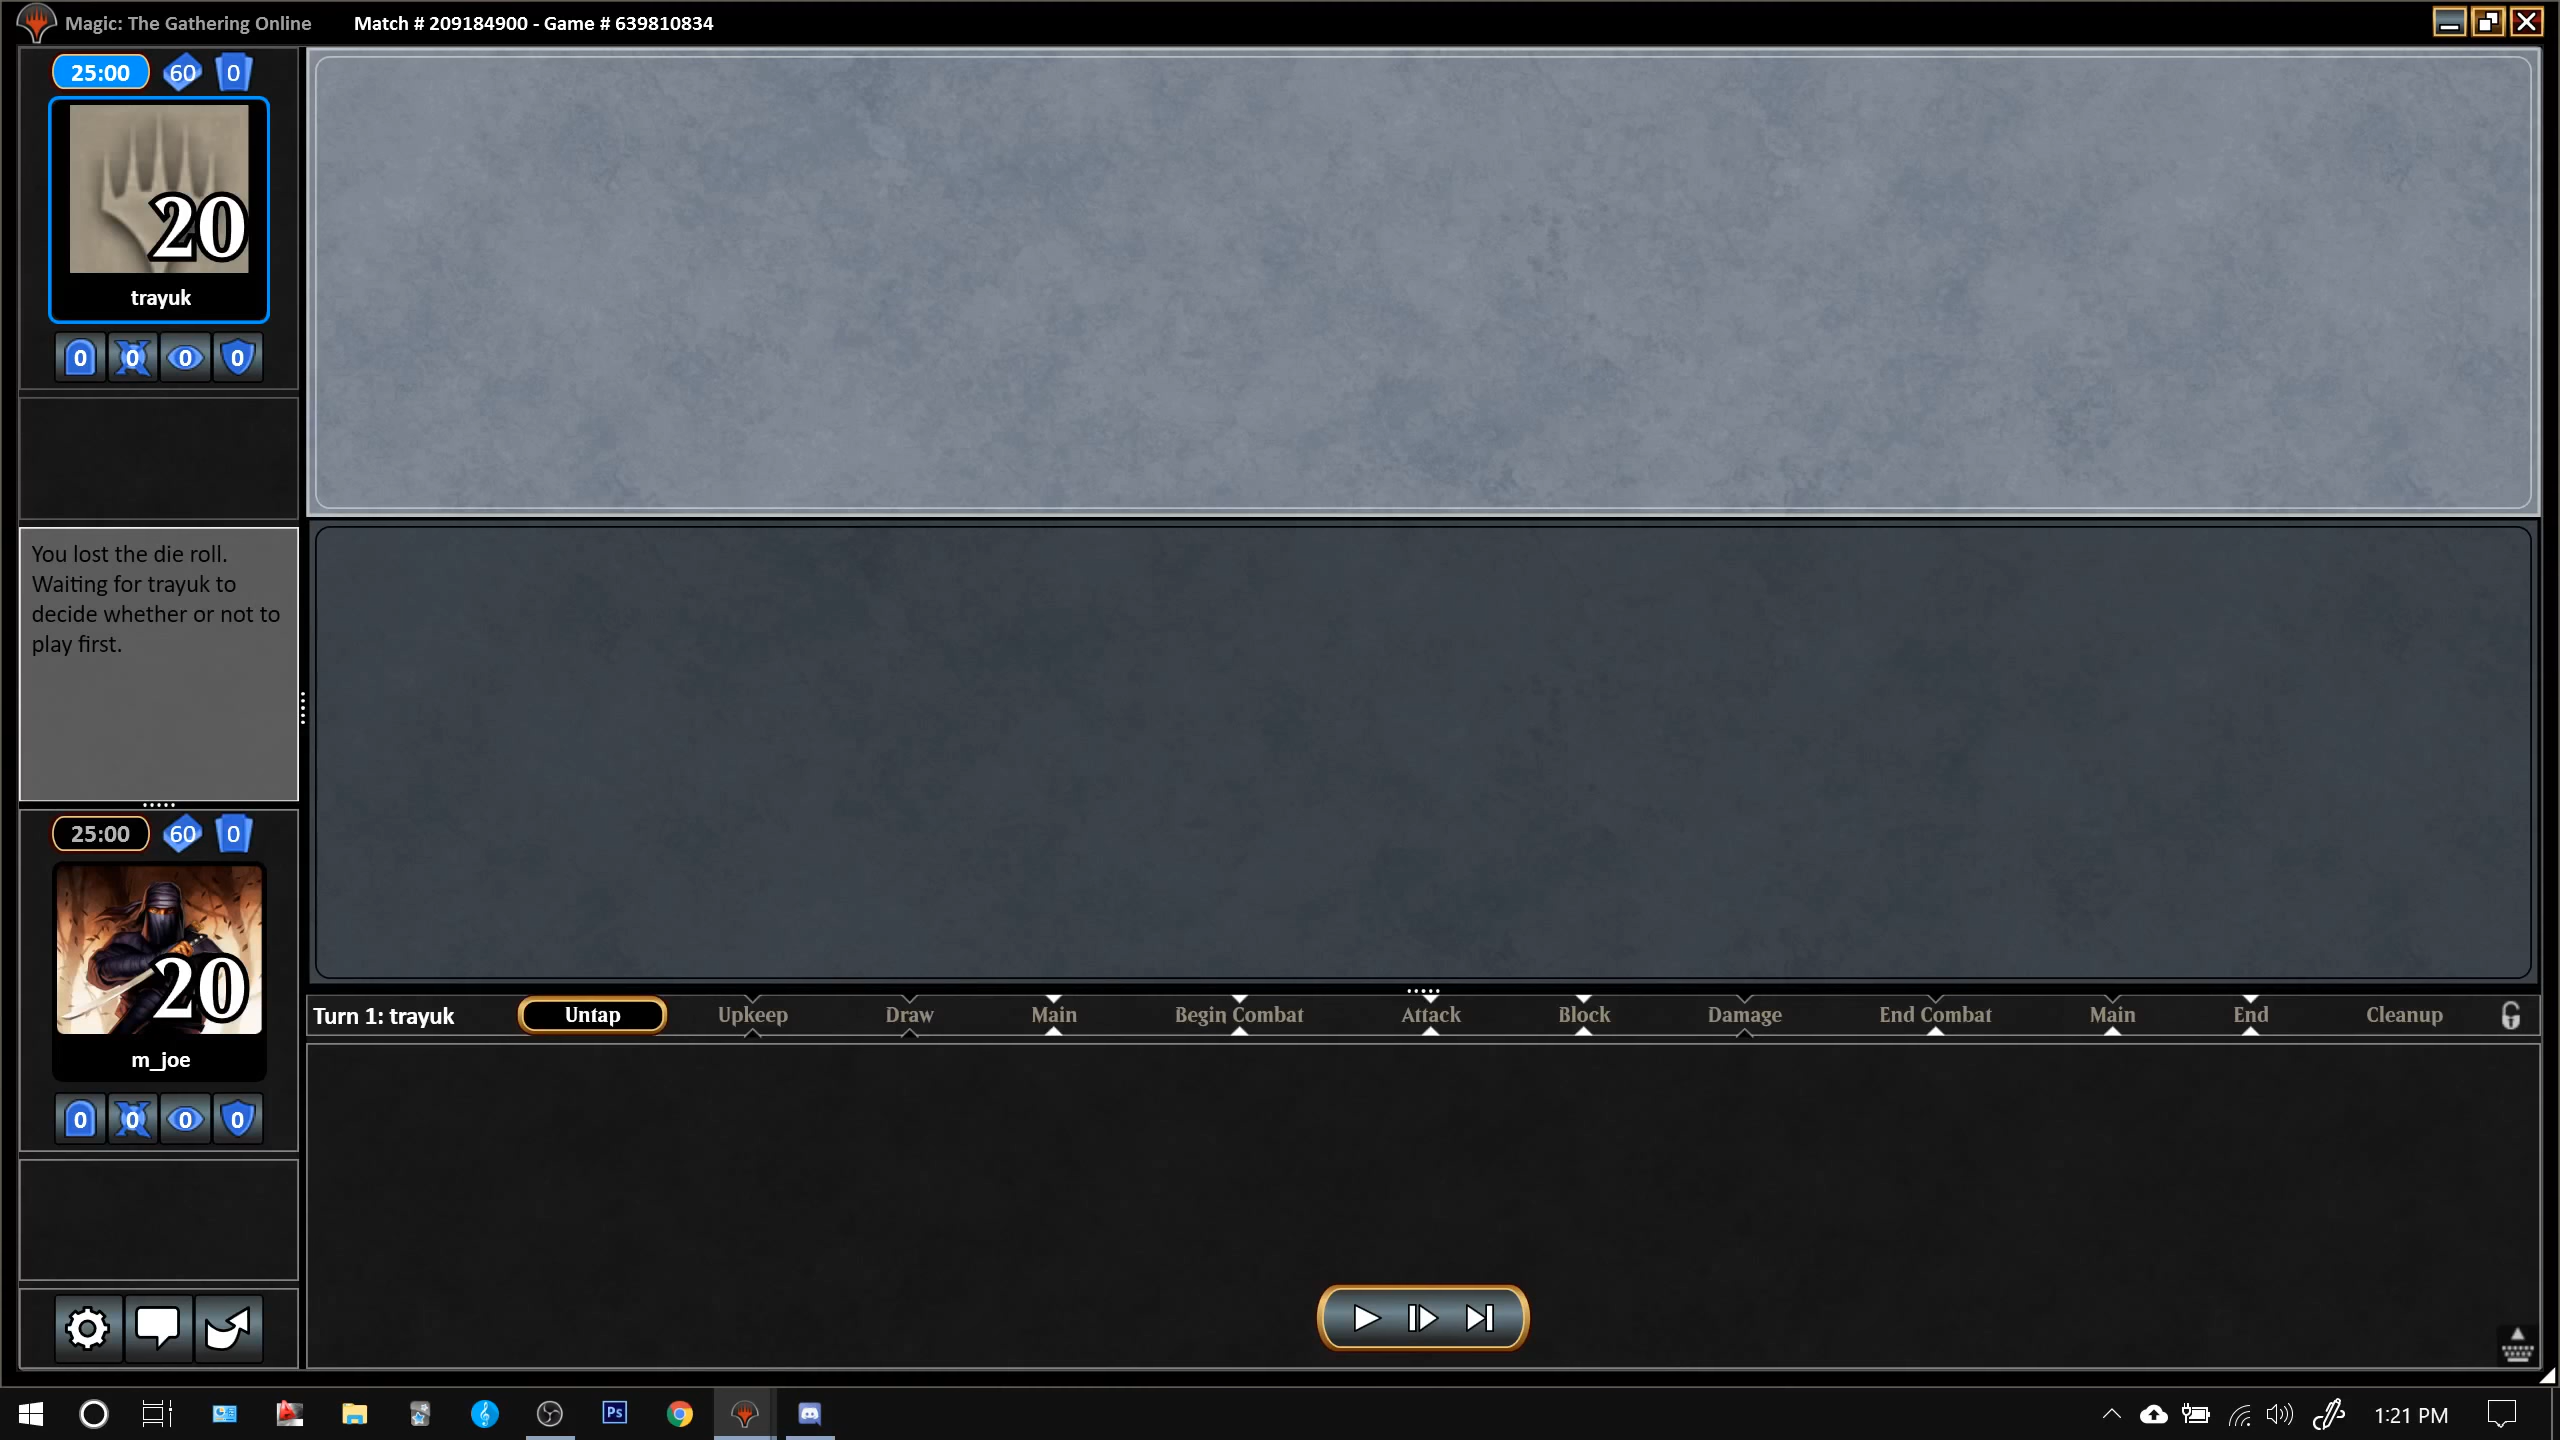 Magic: The Gathering Online Match # 209184900 - Game # 639810834
25:00 60 0
20
trayuk
0 0 0 0
You lost the die roll.
Waiting for trayuk to
decide whether or not to
play first.
25:00 60 0
20
m_joe
0 0 0 0
Turn 1: trayuk Untap Upkeep Draw Main Begin Combat Attack Block Damage End Combat Main End Cleanup
Ps
1:21 PM